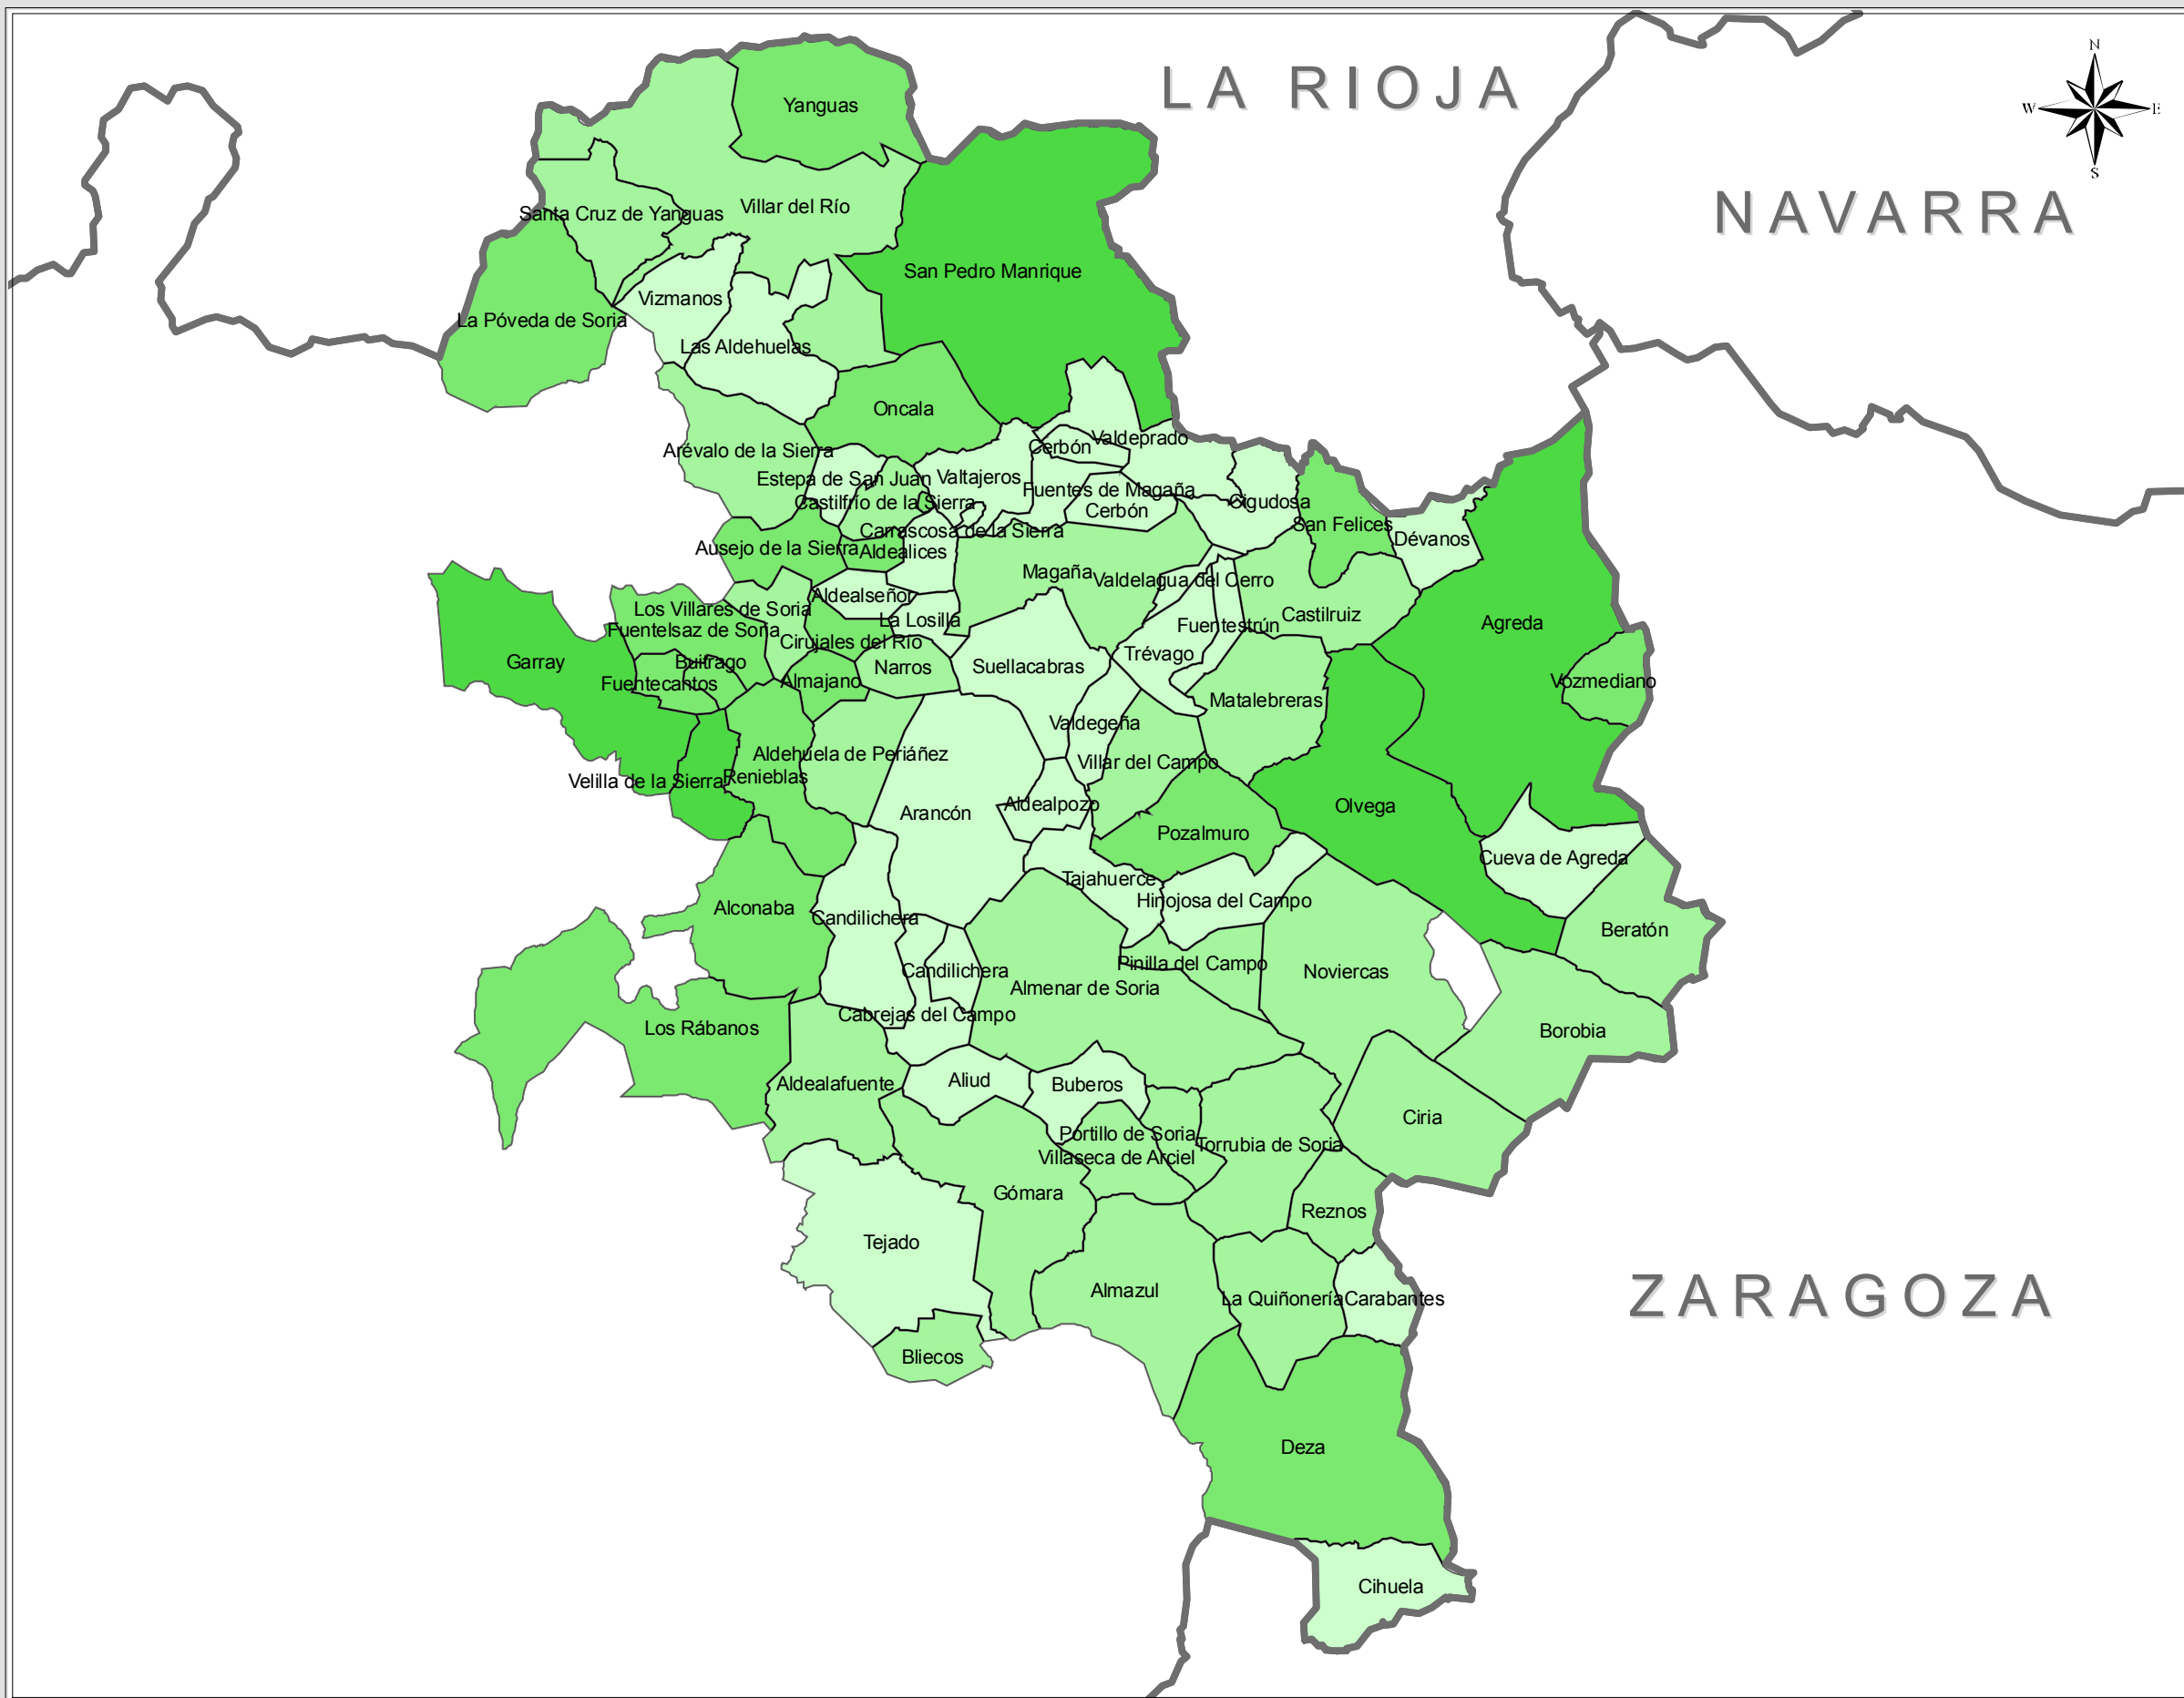 N
LA RIOJA
Yanguas
W
E
S
NAVARRA
Santa Cruz de Yanguas
Villar del Río
San Pedro Manrique
Vizmanos
La Póveda de Soria
Las Aldehuelas
Oncala
Valdeprado
Cerbón
Arévalo de la Sierra
Estepa de San Juan
Valtajeros
Fuentes de Magaña
Castilfrío de la Sierra
Cigudosa
Cerbón
San Felices
Carrascosa de la Sierra
Dévanos
Ausejo de la Sierra
Aldealices
Magaña
Valdelagua del Cerro
Aldealseñor
Los Villares de Soria
Castilruiz
La Losilla
Fuentestrún
Agreda
Fuentelsaz de Soria
Cirujales del Río
Trévago
Garray
Buitrago
Narros
Suellacabras
Fuentecantos
Almajano
Vozmediano
Matalebreras
Valdegeña
Aldehuela de Periáñez
Villar del Campo
Velilla de la Sierra
Renieblas
Aldealpozo
Olvega
Arancón
Pozalmuro
Cueva de Agreda
Tajahuerce
Hinojosa del Campo
Alconaba
Candilichera
Beratón
Candilichera
Pinilla del Campo
Noviercas
Almenar de Soria
Cabrejas del Campo
Los Rábanos
Borobia
Aldealafuente
Aliud
Buberos
Ciria
Portillo de Soria
Torrubia de Soria
Villaseca de Arciel
Gómara
Reznos
Tejado
Almazul
La Quiñonería
Carabantes
ZARAGOZA
Bliecos
Deza
Cihuela